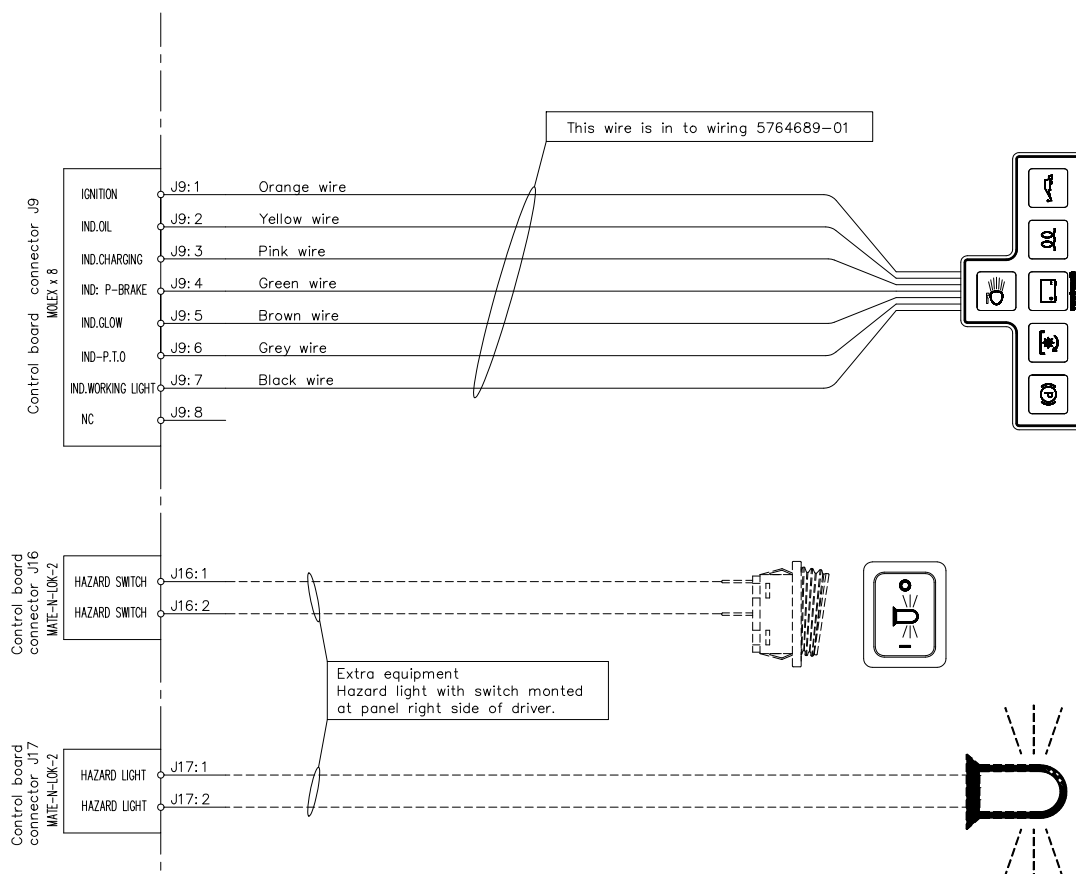 This wire is in to wiring 5764689-01
Control board connector J9
MOLEX x 8
IGNITION J9:1 Orange wire
IND.OIL J9:2 Yellow wire
IND.CHARGING J9:3 Pink wire
IND: P-BRAKE J9:4 Green wire
IND.GLOW J9:5 Brown wire
IND-P.T.O J9:6 Grey wire
IND.WORKING LIGHT J9:7 Black wire
NC J9:8
P
Control board
connector J16
MATE-N-LOK-2
HAZARD SWITCH J16:1
HAZARD SWITCH J16:2
Extra equipment
Hazard light with switch monted
at panel right side of driver.
Control board
connector J17
MATE-N-LOK-2
HAZARD LIGHT J17:1
HAZARD LIGHT J17:2